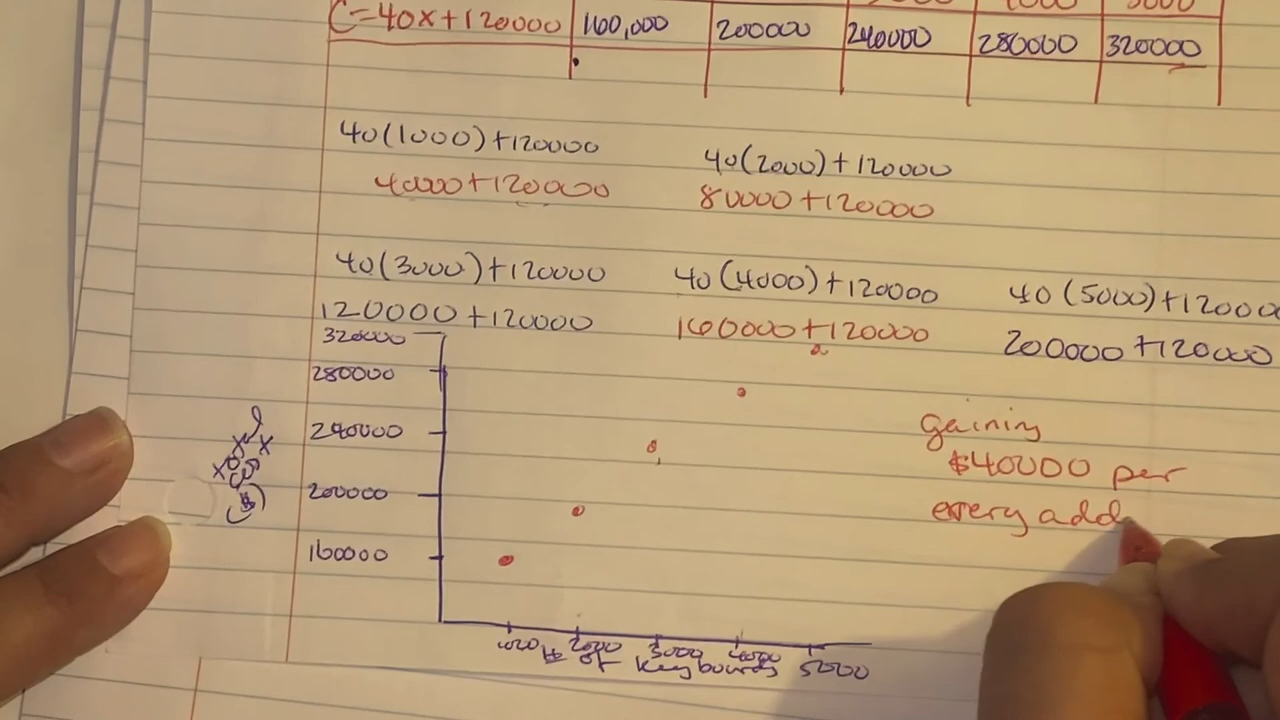 C=40x+120000 160,000 200000 240000 280000 320000
40(1000)+120000 40(2000)+120000
40000+120000 80000+120000
40(3000)+120000 40(4000)+120000 40(5000)+12000
120000+120000 160000+120000 200000+120000
320000
280000
240000
200000
160000
gaining
$40000 per
every add
1000 2000 3000 4000 5000
# of Keyboards